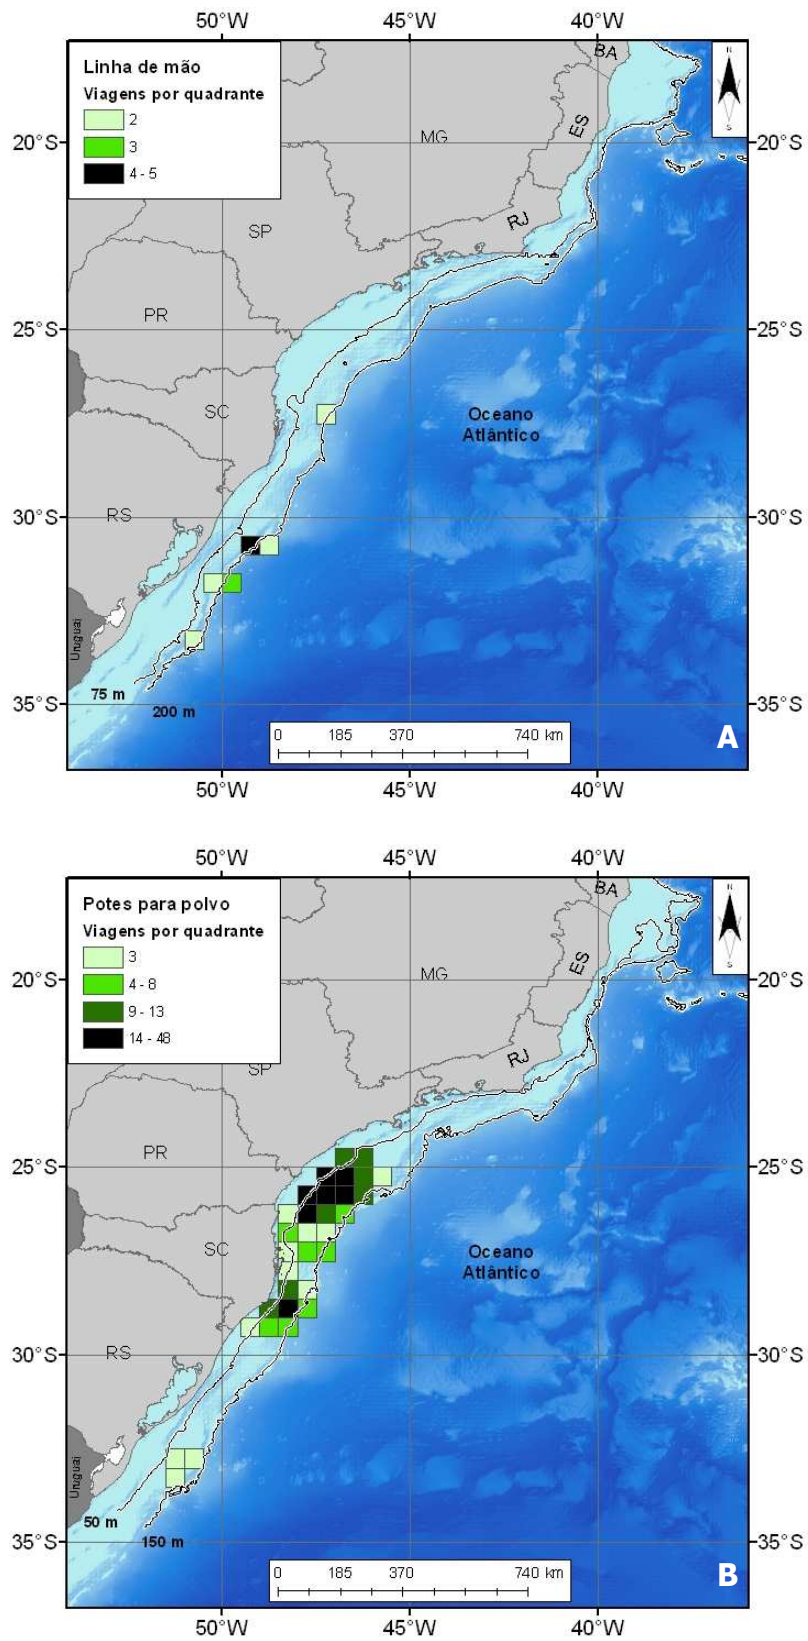 50°W 45°W 40°W
Linha de mão
Viagens por quadrante
2
3
4 - 5
N
S
BA
ES
MG
20°S 20°S
RJ
SP
PR
25°S 25°S
SC
Oceano
Atlântico
RS
30°S 30°S
Uruguai
75 m
35°S 35°S
200 m
0 185 370 740 km
A
50°W 45°W 40°W
50°W 45°W 40°W
Potes para polvo
Viagens por quadrante
3
4 - 8
9 - 13
14 - 48
N
S
BA
ES
MG
20°S 20°S
RJ
SP
PR
25°S 25°S
SC
Oceano
Atlântico
RS
30°S 30°S
Uruguai
50 m
35°S 35°S
150 m
0 185 370 740 km
B
50°W 45°W 40°W